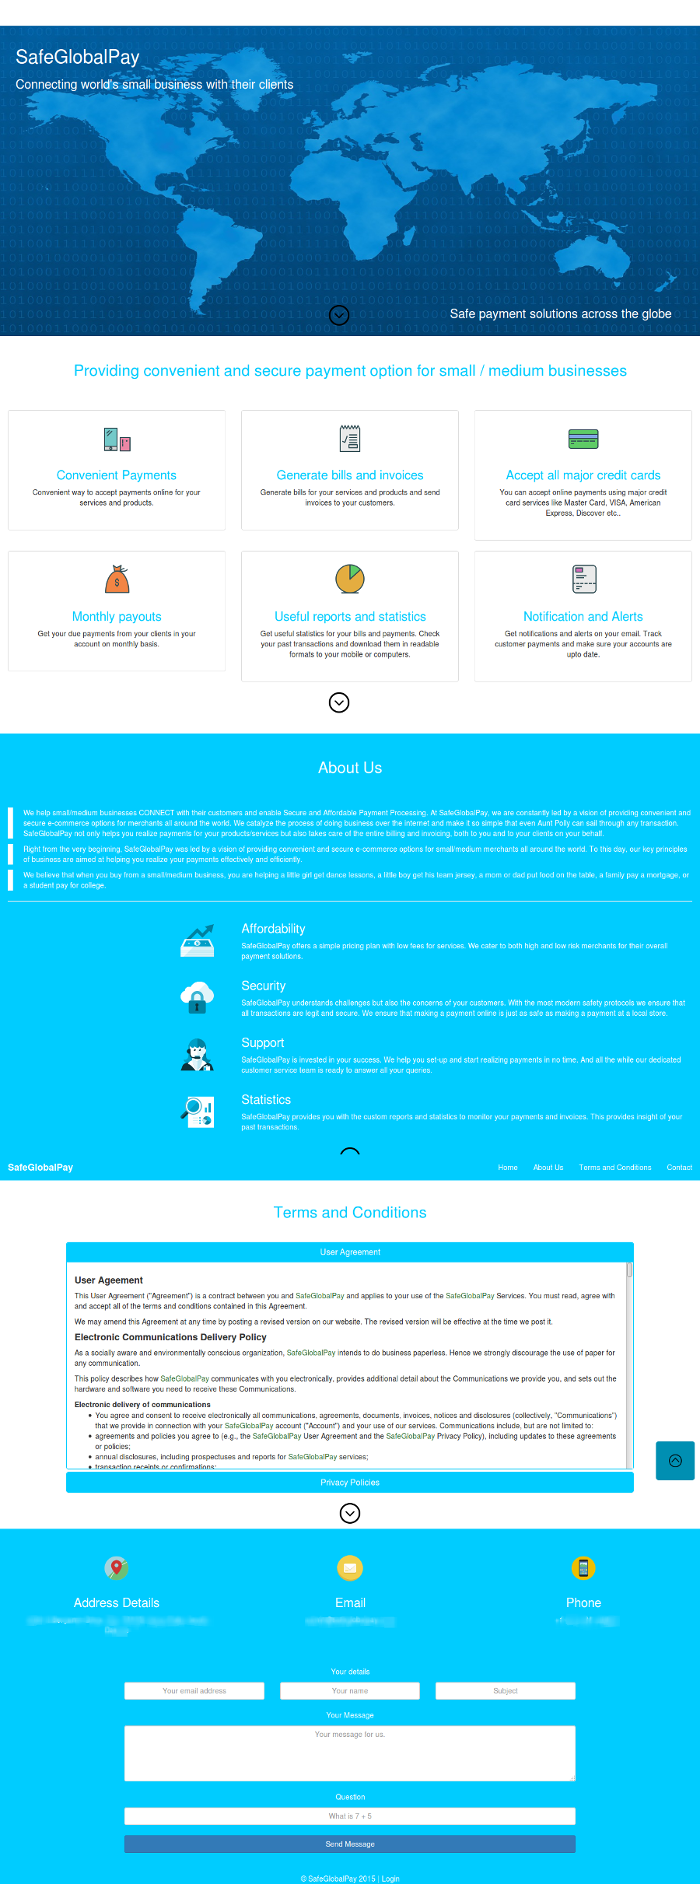 SafeGlobalPay
Connecting world's small business with their clients
Safe payment solutions across the globe
Providing convenient and secure payment option for small / medium businesses
Convenient Payments
Convenient way to accept payments online for your
services and products.
Generate bills and invoices
Generate bills for your services and products and send
invoices to your customers.
Accept all major credit cards
You can accept online payments using major credit
card services like Master Card, VISA, American
Express, Discover etc..
Monthly payouts
Get your due payments from your clients in your
account on monthly basis.
Useful reports and statistics
Get useful statistics for your bills and payments. Check
your past transactions and download them in readable
formats to your mobile or computers.
Notification and Alerts
Get notifications and alerts on your email. Track
customer payments and make sure your accounts are
upto date.
About Us
We help small/medium businesses CONNECT with their customers and enable Secure and Affordable Payment Processing. At SafeGlobalPay, we are constantly led by a vision of providing convenient and
secure e-commerce options for merchants all around the world. We catalyze the process of doing business over the internet and make it so simple that even Aunt Polly can sail through any transaction.
SafeGlobalPay not only helps you realize payments for your products/services but also takes care of the entire billing and invoicing, both to you and to your clients on your behalf.
Right from the very beginning, SafeGlobalPay was led by a vision of providing convenient and secure e-commerce options for small/medium merchants all around the world. To this day, our key principles
of business are aimed at helping you realize your payments effectively and efficiently.
We believe that when you buy from a small/medium business, you are helping a little girl get dance lessons, a little boy get his team jersey, a mom or dad put food on the table, a family pay a mortgage, or
a student pay for college.
Affordability
SafeGlobalPay offers a simple pricing plan with low fees for services. We cater to both high and low risk merchants for their overall
payment solutions.
Security
SafeGlobalPay understands challenges but also the concerns of your customers. With the most modern safety protocols we ensure that
all transactions are legit and secure. We ensure that making a payment online is just as safe as making a payment at a local store.
Support
SafeGlobalPay is invested in your success. We help you set-up and start realizing payments in no time. And all the while our dedicated
customer service team is ready to answer all your queries.
Statistics
SafeGlobalPay provides you with the custom reports and statistics to monitor your payments and invoices. This provides insight of your
past transactions.
SafeGlobalPay Home About Us Terms and Conditions Contact
Terms and Conditions
User Agreement
User Ageement
This User Agreement ("Agreement") is a contract between you and SafeGlobalPay and applies to your use of the SafeGlobalPay Services. You must read, agree with
and accept all of the terms and conditions contained in this Agreement.
We may amend this Agreement at any time by posting a revised version on our website. The revised version will be effective at the time we post it.
Electronic Communications Delivery Policy
As a socially aware and environmentally conscious organization, SafeGlobalPay intends to do business paperless. Hence we strongly discourage the use of paper for
any communication.
This policy describes how SafeGlobalPay communicates with you electronically, provides additional detail about the Communications we provide you, and sets out the
hardware and software you need to receive these Communications.
Electronic delivery of communications
You agree and consent to receive electronically all communications, agreements, documents, invoices, notices and disclosures (collectively, "Communications")
that we provide in connection with your SafeGlobalPay account ("Account") and your use of our services. Communications include, but are not limited to:
agreements and policies you agree to (e.g., the SafeGlobalPay User Agreement and the SafeGlobalPay Privacy Policy), including updates to these agreements
or policies;
annual disclosures, including prospectuses and reports for SafeGlobalPay services;
transaction receipts or confirmations;
Privacy Policies
Address Details
Email
Phone
Your details
Your email address
Your name
Subject
Your Message
Your message for us.
Question
What is 7 + 5
Send Message
© SafeGlobalPay 2015 | Login